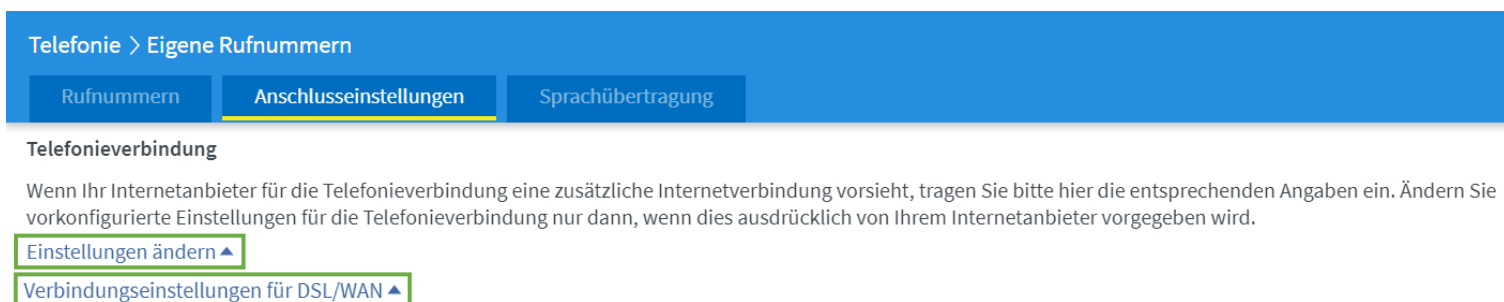 Telefonie > Eigene Rufnummern
Rufnummern Anschlusseinstellungen Sprachübertragung
Telefonieverbindung
Wenn Ihr Internetanbieter für die Telefonieverbindung eine zusätzliche Internetverbindung vorsieht, tragen Sie bitte hier die entsprechenden Angaben ein. Ändern Sie
vorkonfigurierte Einstellungen für die Telefonieverbindung nur dann, wenn dies ausdrücklich von Ihrem Internetanbieter vorgegeben wird.
Einstellungen ändern
Verbindungseinstellungen für DSL/WAN